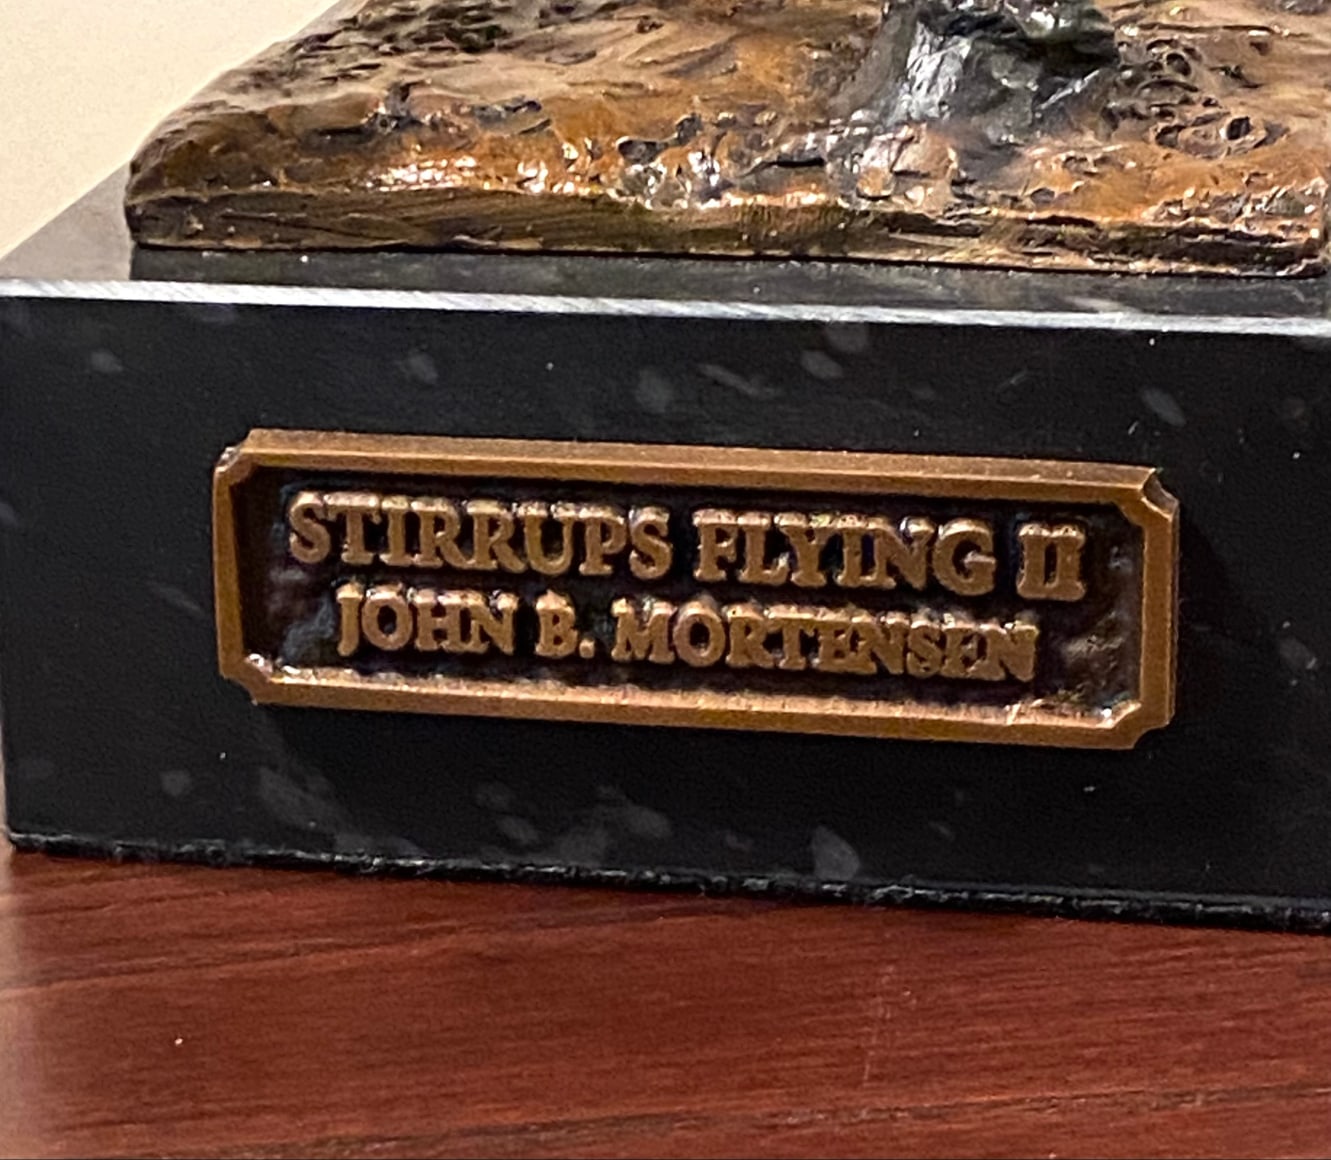 STIRRUPS FLYING II
JOHN B. MORTENSEN